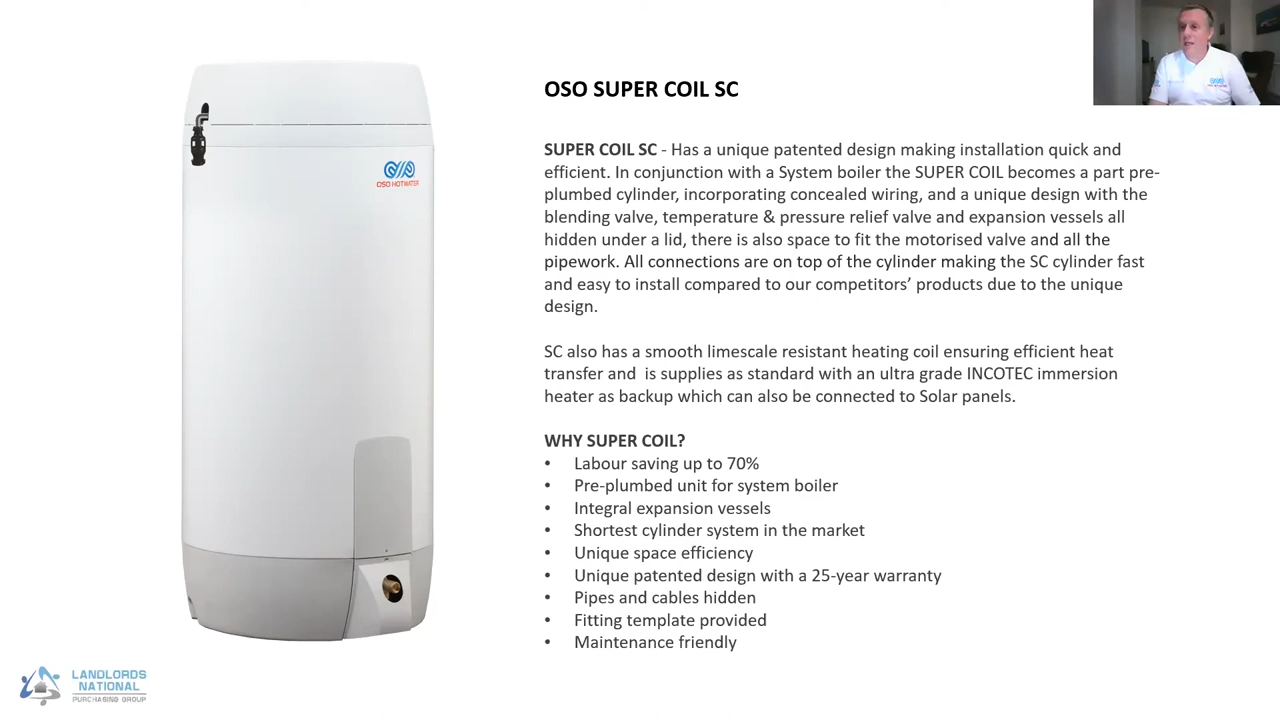 OSO SUPER COIL SC
SUPER COIL SC - Has a unique patented design making installation quick and
efficient. In conjunction with a System boiler the SUPER COIL becomes a part pre-
plumbed cylinder, incorporating concealed wiring, and a unique design with the
blending valve, temperature & pressure relief valve and expansion vessels all
hidden under a lid, there is also space to fit the motorised valve and all the
pipework. All connections are on top of the cylinder making the SC cylinder fast
and easy to install compared to our competitors’ products due to the unique
design.
SC also has a smooth limescale resistant heating coil ensuring efficient heat
transfer and  is supplies as standard with an ultra grade INCOTEC immersion
heater as backup which can also be connected to Solar panels.
WHY SUPER COIL?
• Labour saving up to 70%
• Pre-plumbed unit for system boiler
• Integral expansion vessels
• Shortest cylinder system in the market
• Unique space efficiency
• Unique patented design with a 25-year warranty
• Pipes and cables hidden
• Fitting template provided
• Maintenance friendly
OSO HOTWATER
LANDLORDS
NATIONAL
PURCHASING GROUP